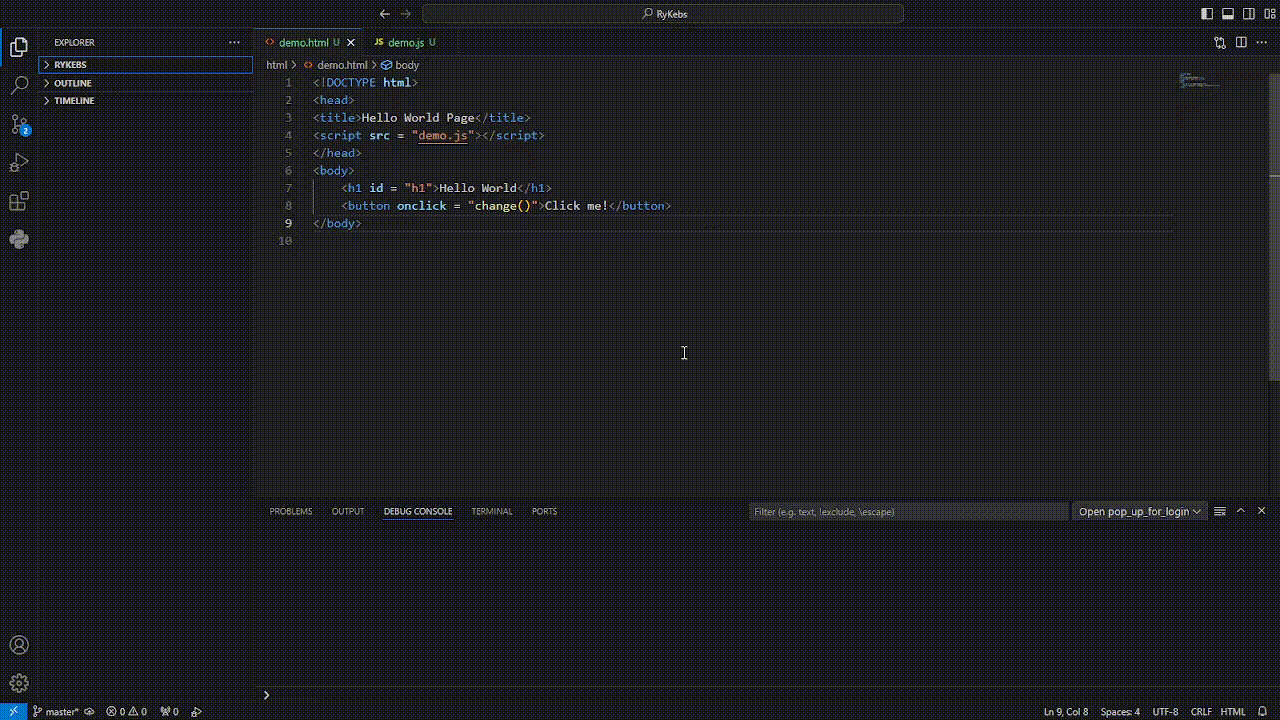 RyKebs
EXPLORER
RYKEBS
OUTLINE
TIMELINE
2
demo.html U
JS demo.js U
html > demo.html > body
1 <!DOCTYPE html>
2 <head>
3 <title>Hello World Page</title>
4 <script src = "demo.js"></script>
5 </head>
6 <body>
7     <h1 id = "h1">Hello World</h1>
8     <button onclick = "change()">Click me!</button>
9 </body>
10
PROBLEMS OUTPUT DEBUG CONSOLE TERMINAL PORTS Filter (e.g. text, !exclude, \escape) Open pop_up_for_login
master* 0 0 0 Ln 9, Col 8 Spaces: 4 UTF-8 CRLF HTML